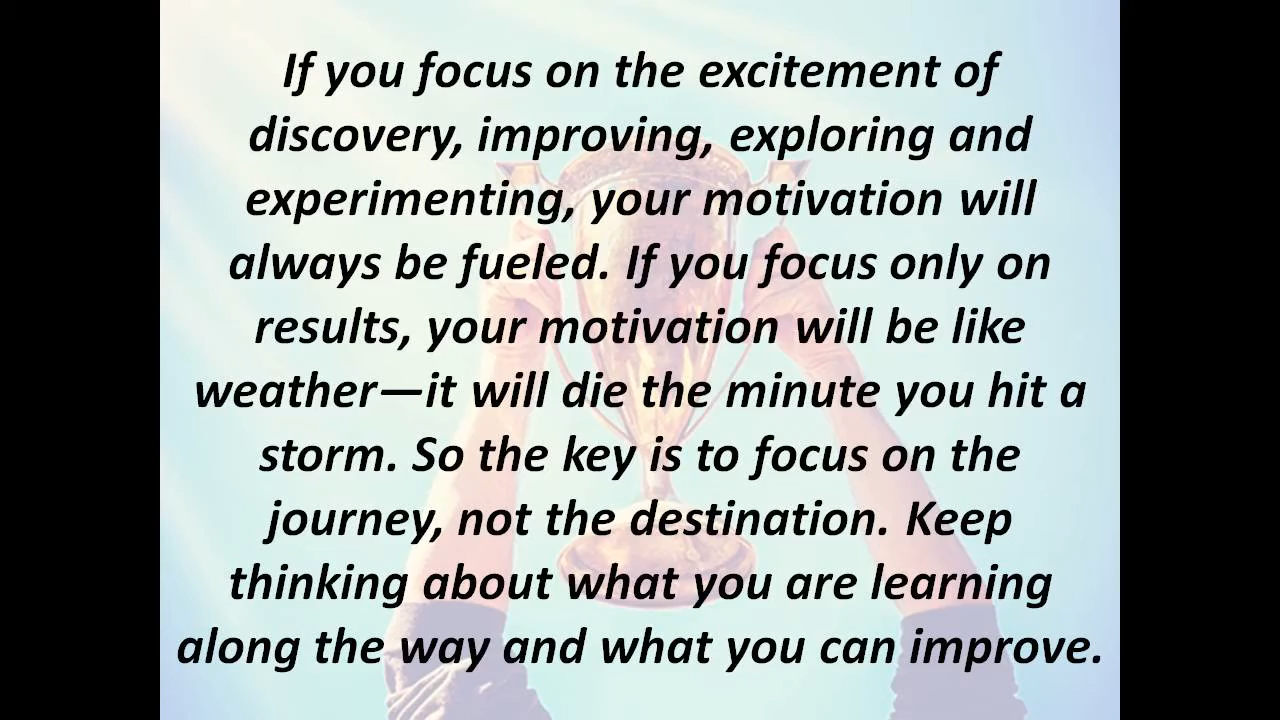 If you focus on the excitement of
discovery, improving, exploring and
experimenting, your motivation will
always be fueled. If you focus only on
results, your motivation will be like
weather—it will die the minute you hit a
storm. So the key is to focus on the
journey, not the destination. Keep
thinking about what you are learning
along the way and what you can improve.